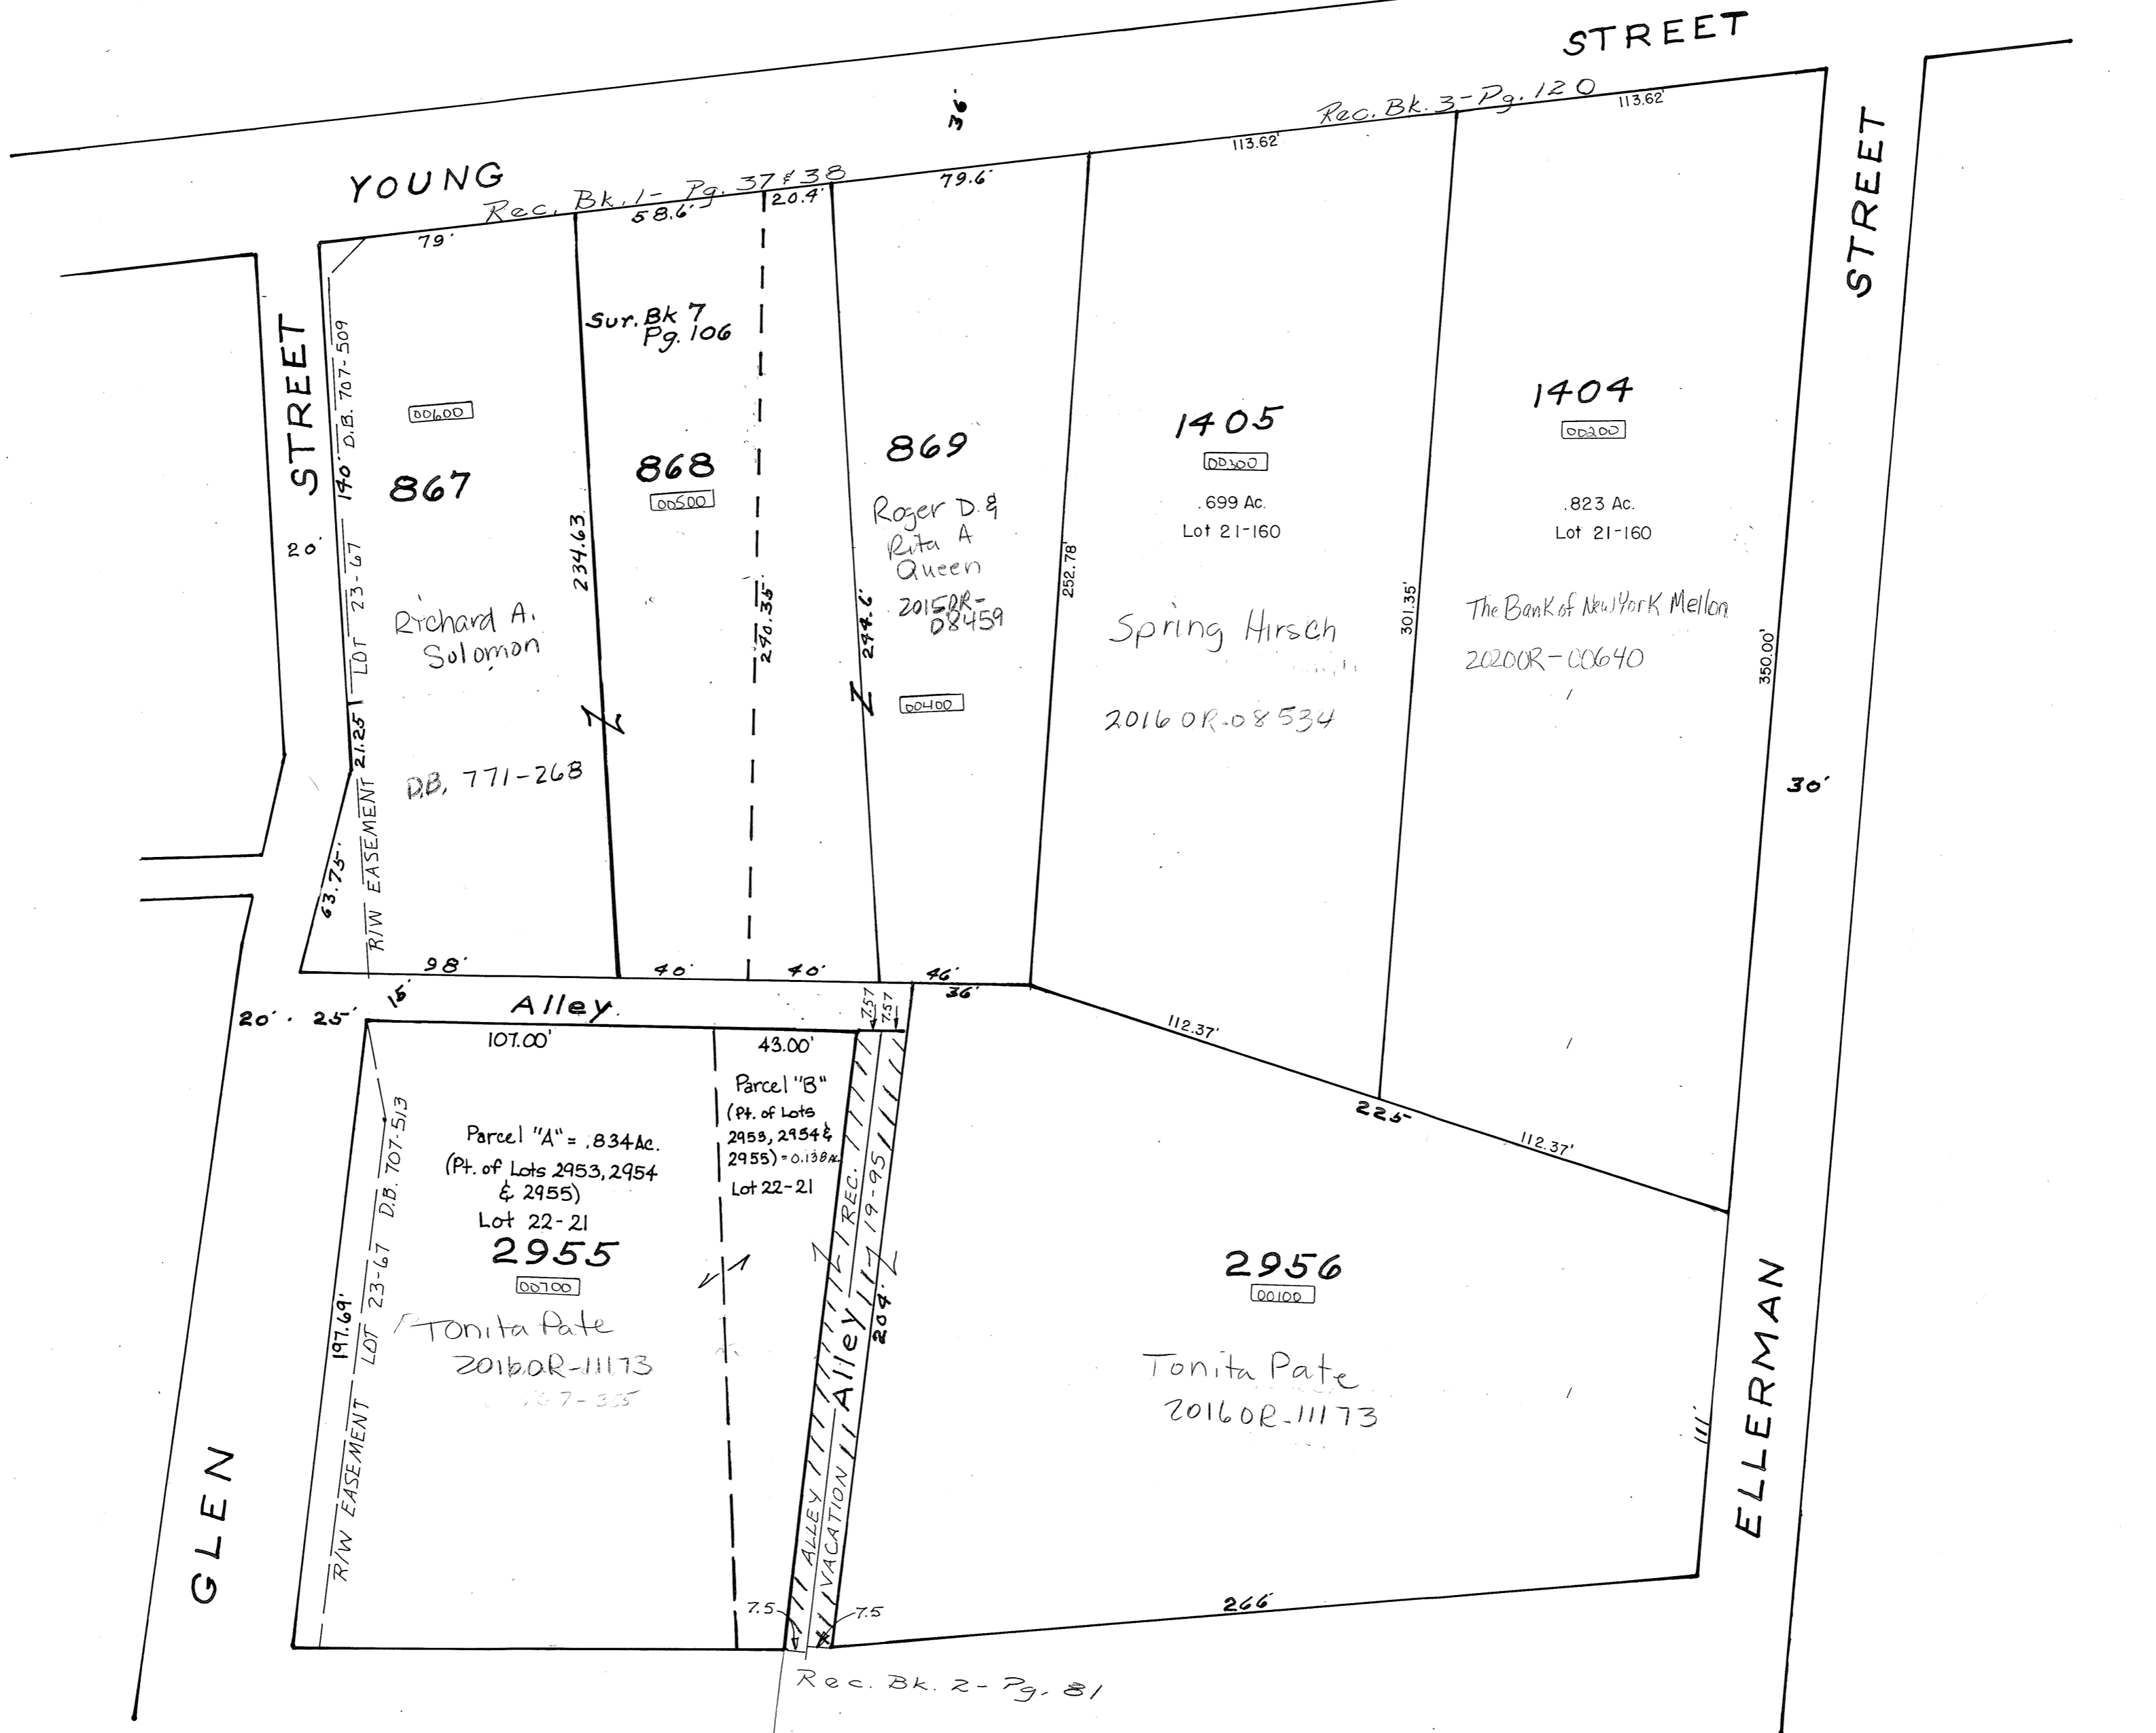 STREET
36'
Rec. Bk. 3-Pg. 120
113.62'
113.62'
YOUNG
Rec. Bk. 1- Pg. 37 & 38
79.6'
20.4'
58.6'
79'
STREET
STREET
Sur. Bk 7
Pg. 106
140' D.B. 707-509
00600
867
868
00500
869
1405
00300
.699 Ac.
Lot 21-160
1404
00200
.823 Ac.
Lot 21-160
20'
LOT 23-67
234.63
240.35'
244.6'
252.78'
301.35'
350.00'
Roger D. &
Rita A
Queen
2015OR-
08459
00400
Richard A.
Solomon
D.B. 771-268
Spring Hirsch
2016 OR-08534
The Bank of New York Mellon
2020OR-00640
21.25'
R/W EASEMENT
63.75'
30'
98'
40'
40'
46'
36'
15'
Alley
20' . 25'
7.57
7.57
107.00'
43.00'
112.37'
225
112.37'
Parcel "A" = .834 Ac.
(Pt. of Lots 2953, 2954
& 2955)
Lot 22-21
2955
00700
Tonita Pate
2016OR-11173
Parcel "B"
(Pt. of Lots
2953, 2954 &
2955) = 0.138 Ac.
Lot 22-21
197.69'
R/W EASEMENT LOT 23-67 D.B. 707-513
ALLEY REC.
VACATION 11-19-95
Alley
204'
2956
00100
Tonita Pate
2016OR-11173
111'
ELLERMAN
GLEN
7.5
7.5
266'
Rec. Bk. 2- Pg. 81